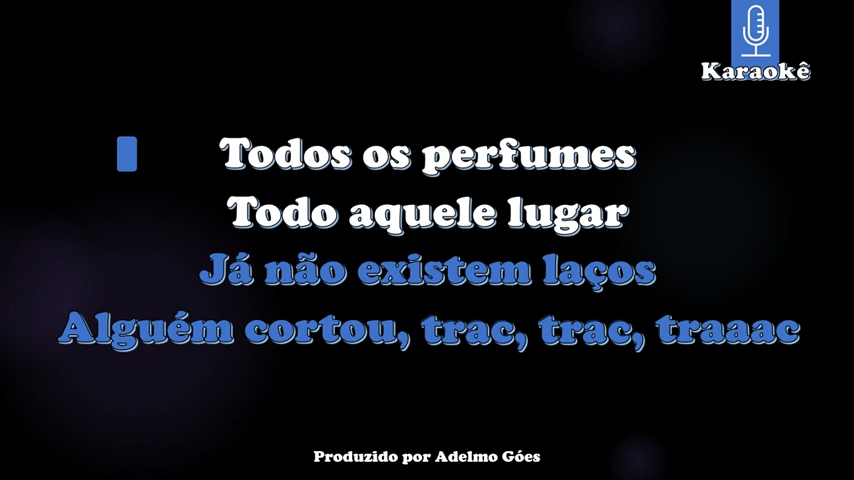 Karaokê
Todos os perfumes
Todo aquele lugar
Já não existem laços
Alguém cortou, trac, trac, traaac
Produzido por Adelmo Góes